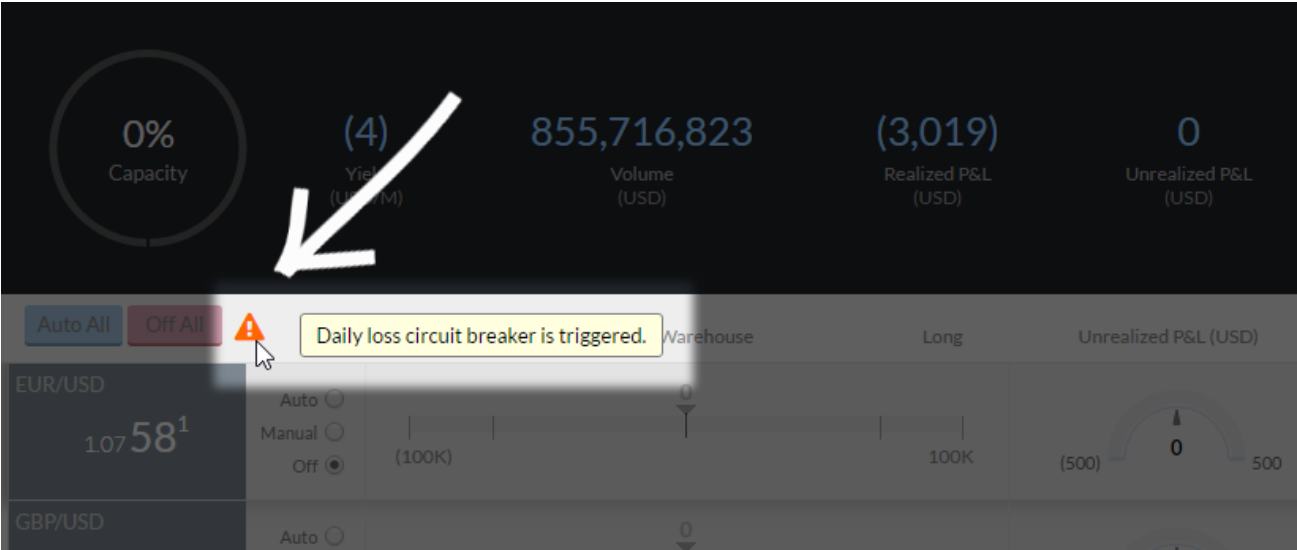 0%
Capacity
(4)
855,716,823
Volume
(USD)
(3,019)
Realized P&L
(USD)
0
Unrealized P&L
(USD)
Auto All
Off All
Daily loss circuit breaker is triggered.
Warehouse
Long
Unrealized P&L (USD)
EUR/USD
1.07 58¹
Auto
Manual
Off
0
(100K)
100K
(500)
0
500
GBP/USD
Auto
0